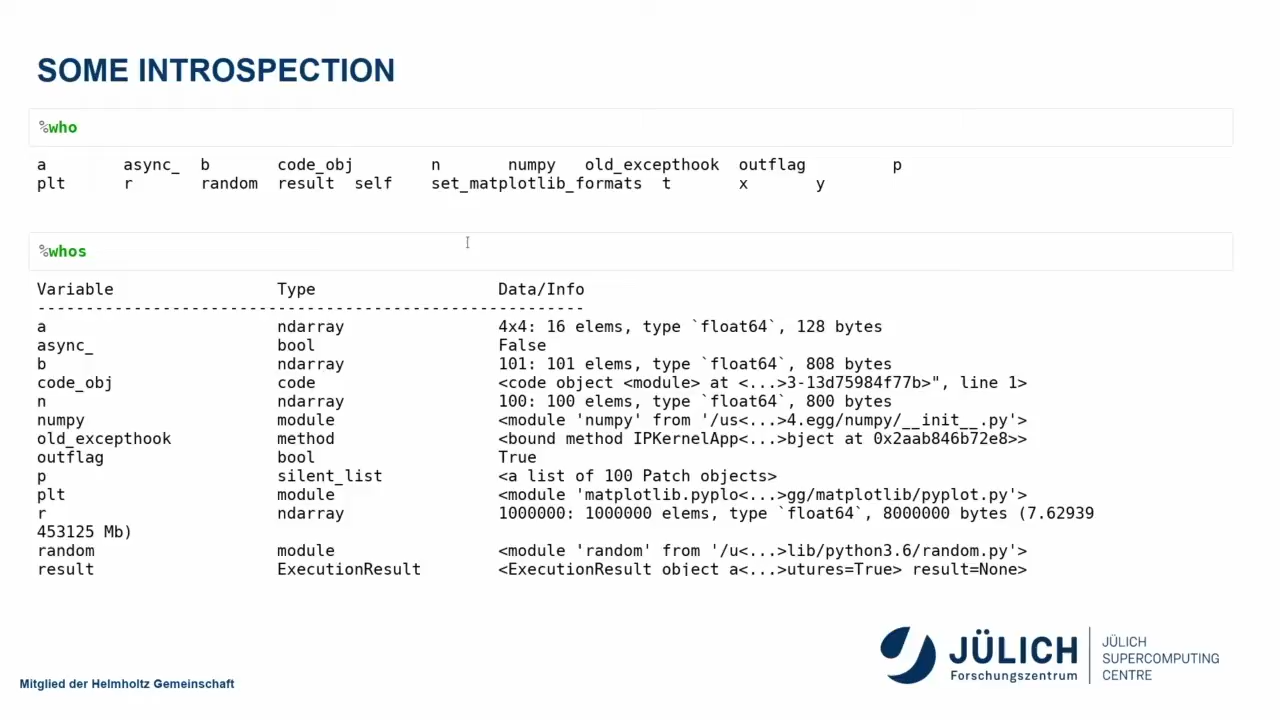 SOME INTROSPECTION
%who
a async_ b code_obj n numpy old_excepthook outflag p
plt r random result self set_matplotlib_formats t x y
%whos
Variable Type Data/Info
----------------------------------------------------------
a ndarray 4x4: 16 elems, type `float64`, 128 bytes
async_ bool False
b ndarray 101: 101 elems, type `float64`, 808 bytes
code_obj code <code object <module> at <...>3-13d75984f77b>", line 1>
n ndarray 100: 100 elems, type `float64`, 800 bytes
numpy module <module 'numpy' from '/us<...>4.egg/numpy/__init__.py'>
old_excepthook method <bound method IPKernelApp<...>bject at 0x2aab846b72e8>>
outflag bool True
p silent_list <a list of 100 Patch objects>
plt module <module 'matplotlib.pyplo<...>gg/matplotlib/pyplot.py'>
r ndarray 1000000: 1000000 elems, type `float64`, 8000000 bytes (7.62939
453125 Mb)
random module <module 'random' from '/u<...>lib/python3.6/random.py'>
result ExecutionResult <ExecutionResult object a<...>utures=True> result=None>
JÜLICH
Forschungszentrum
JÜLICH
SUPERCOMPUTING
CENTRE
Mitglied der Helmholtz Gemeinschaft